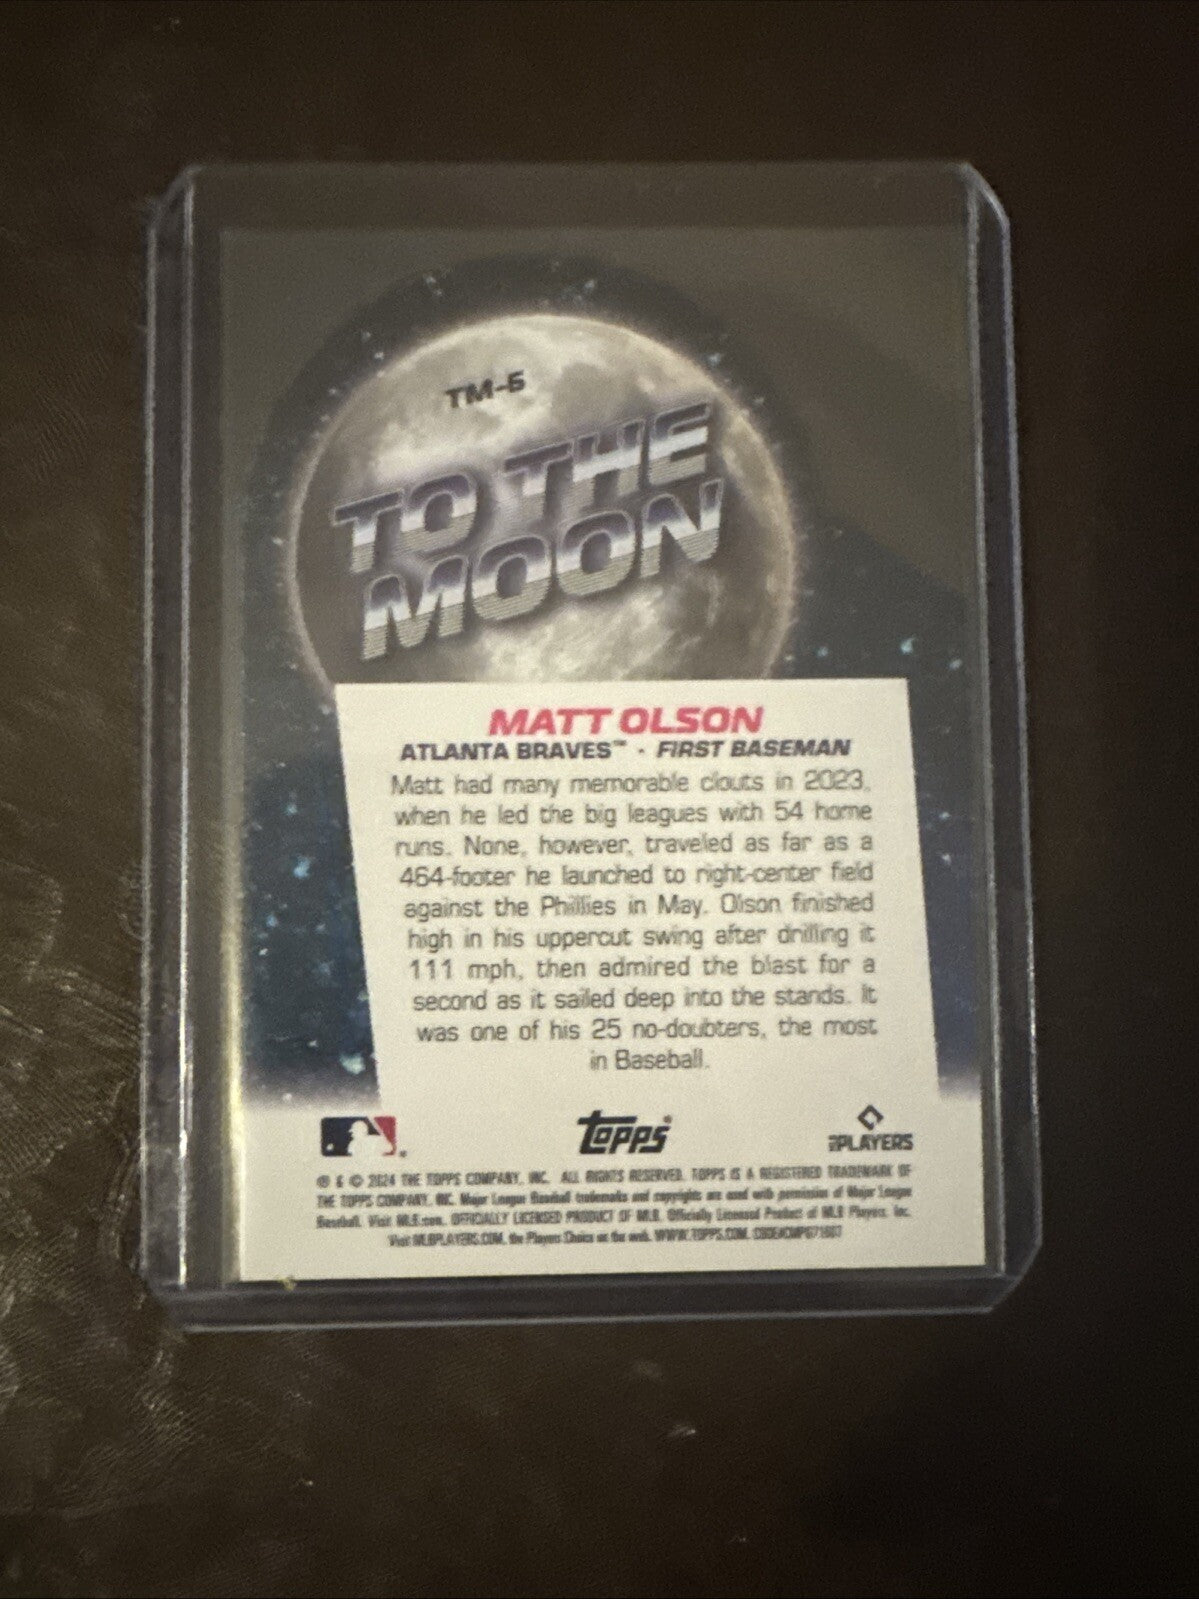 TM-5
TO THE
MOON
MATT OLSON
ATLANTA BRAVES™ · FIRST BASEMAN
Matt had many memorable clouts in 2023,
when he led the big leagues with 54 home
runs. None, however, traveled as far as a
464-footer he launched to right-center field
against the Phillies in May. Olson finished
high in his uppercut swing after drilling it
111 mph, then admired the blast for a
second as it sailed deep into the stands. It
was one of his 25 no-doubters, the most
in Baseball.
topps®
PLAYERS
® & © 2024 THE TOPPS COMPANY, INC. ALL RIGHTS RESERVED. TOPPS IS A REGISTERED TRADEMARK OF
THE TOPPS COMPANY, INC. Major League Baseball trademarks and copyrights are used with permission of Major League
Baseball. Visit MLB.com. OFFICIALLY LICENSED PRODUCT OF MLB. Officially Licensed Product of MLB Players, Inc.
Visit MLBPLAYERS.COM, the Players Choice on the web. WWW.TOPPS.COM.